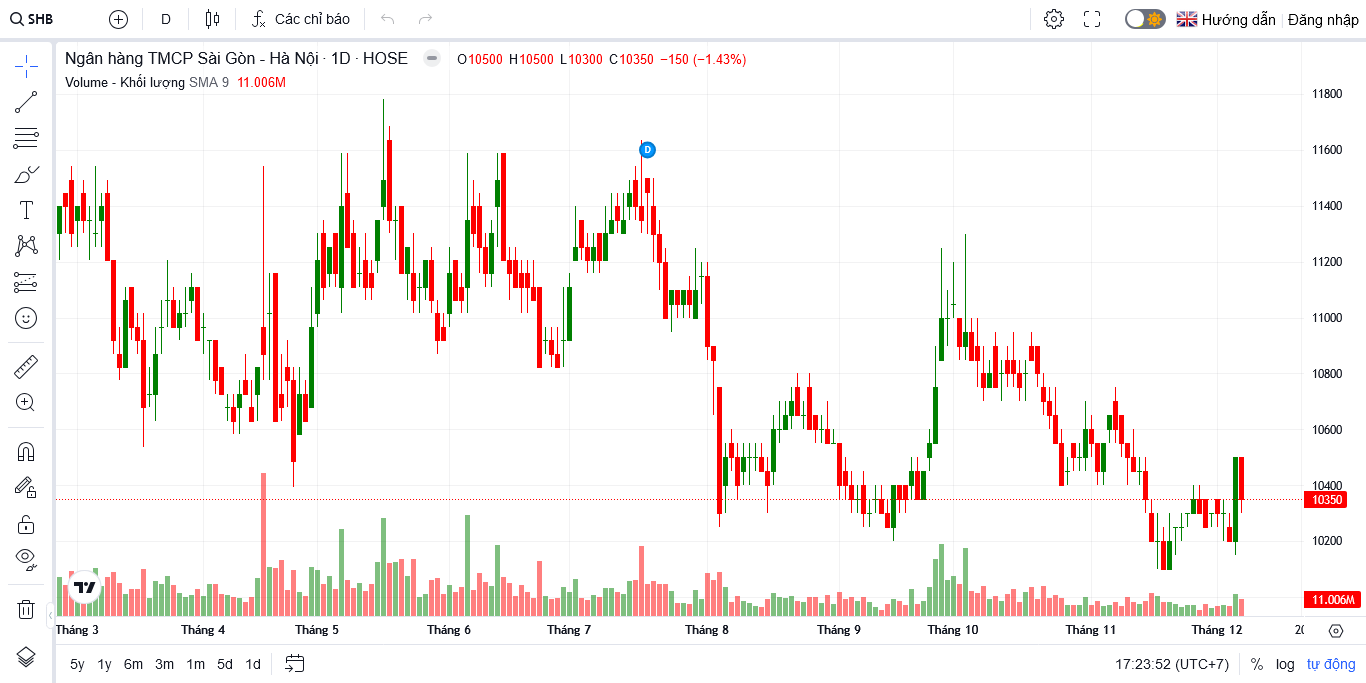 SHB D Các chỉ báo Hướng dẫn Đăng nhập
Ngân hàng TMCP Sài Gòn - Hà Nội · 1D · HOSE O10500 H10500 L10300 C10350 −150 (−1.43%)
Volume - Khối lượng SMA 9 11.006M
11800
11600
D
11400
11200
11000
10800
10600
10400
10350
10200
11.006M
Tháng 3 Tháng 4 Tháng 5 Tháng 6 Tháng 7 Tháng 8 Tháng 9 Tháng 10 Tháng 11 Tháng 12
5y 1y 6m 3m 1m 5d 1d 17:23:52 (UTC+7) % log tự động